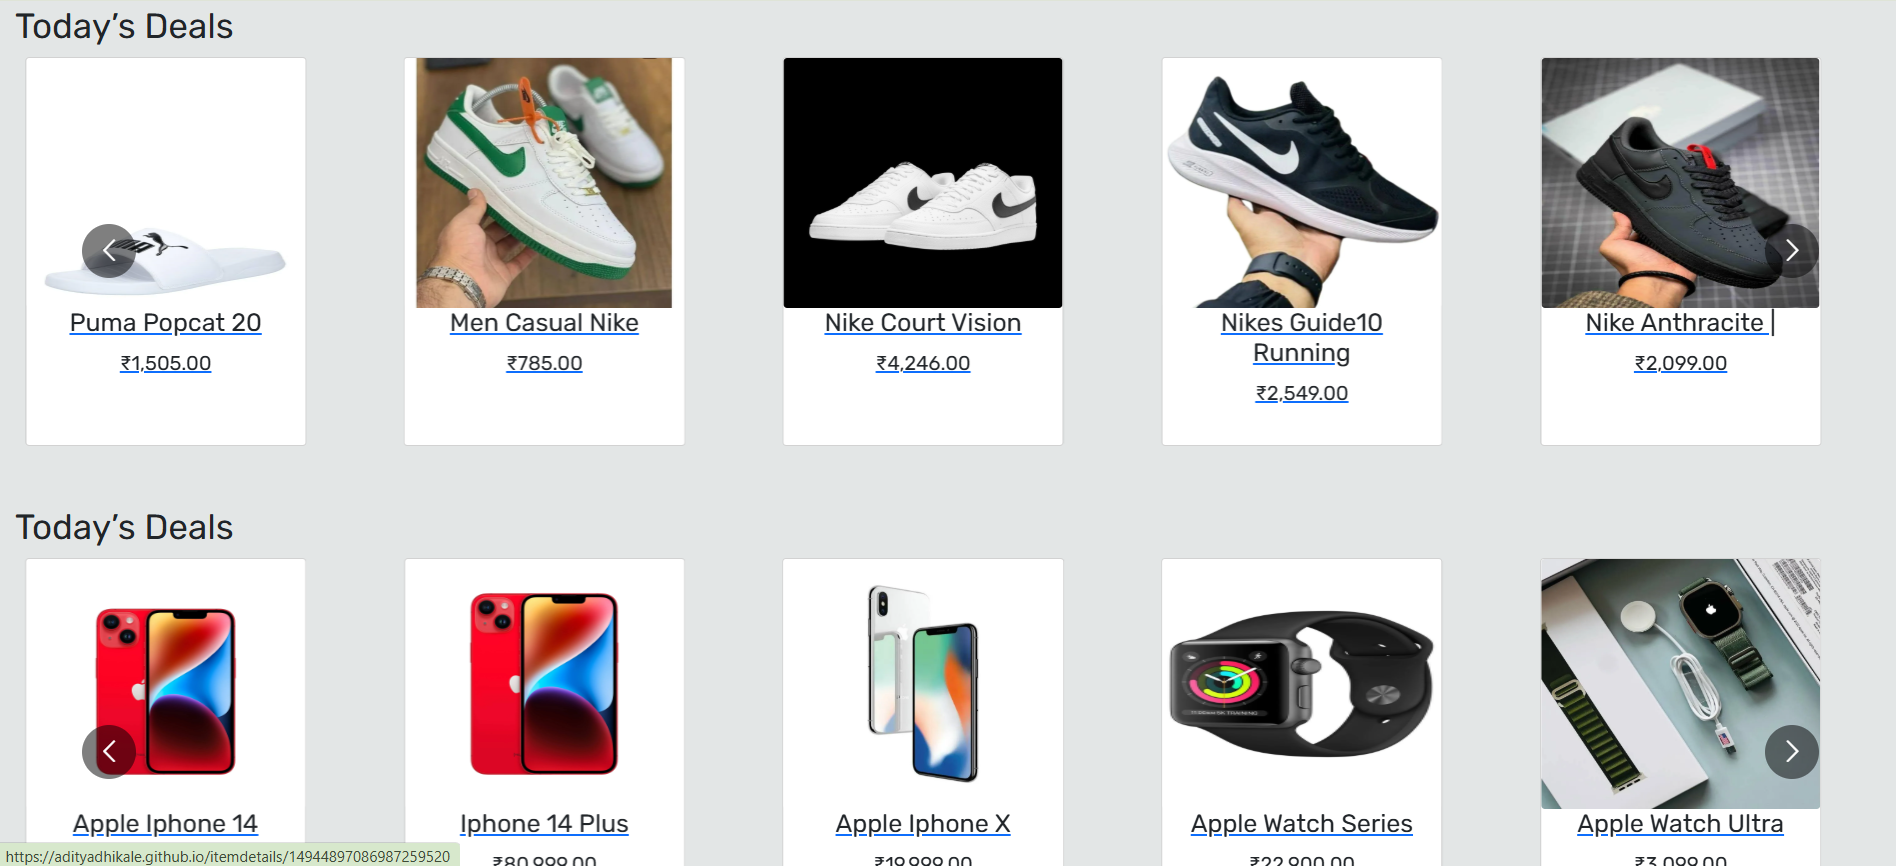 Today’s Deals
Puma Popcat 20
₹1,505.00
Men Casual Nike
₹785.00
Nike Court Vision
₹4,246.00
Nikes Guide10
Running
₹2,549.00
Nike Anthracite |
₹2,099.00
Today’s Deals
Apple Iphone 14
Iphone 14 Plus
₹80,999.00
Apple Iphone X
₹19,999.00
Apple Watch Series
₹22,900.00
Apple Watch Ultra
₹3,099.00
https://adityadhikale.github.io/itemdetails/14944897086987259520